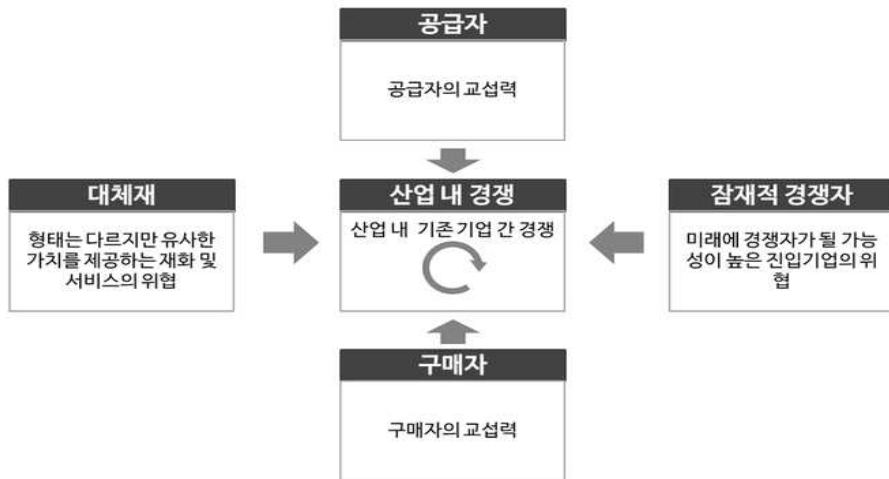 공급자
공급자의 교섭력
대체재
형태는 다르지만 유사한
가치를 제공하는 재화 및
서비스의 위협
산업 내 경쟁
산업 내 기존 기업 간 경쟁
잠재적 경쟁자
미래에 경쟁자가 될 가능
성이 높은 진입기업의 위
협
구매자
구매자의 교섭력